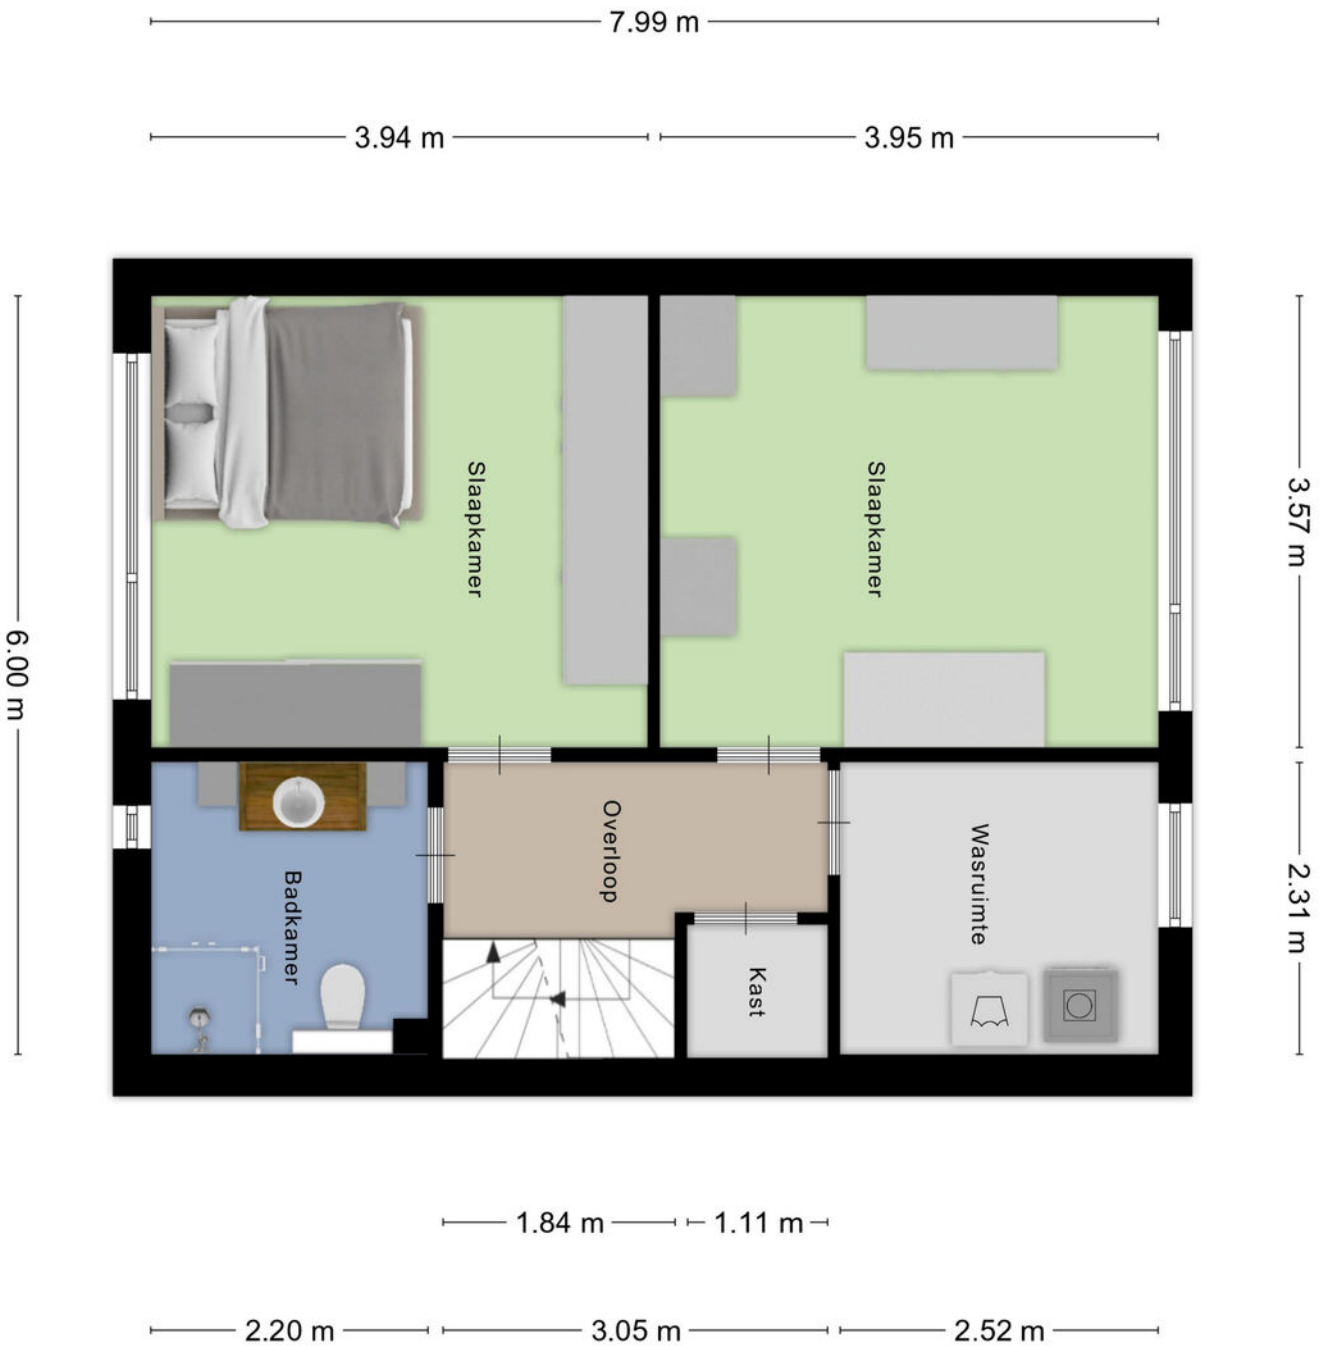 7.99 m
3.94 m
3.95 m
Slaapkamer
Slaapkamer
3.57 m
6.00 m
Overloop
Wasruimte
Badkamer
Kast
2.31 m
1.84 m
1.11 m
2.20 m
3.05 m
2.52 m